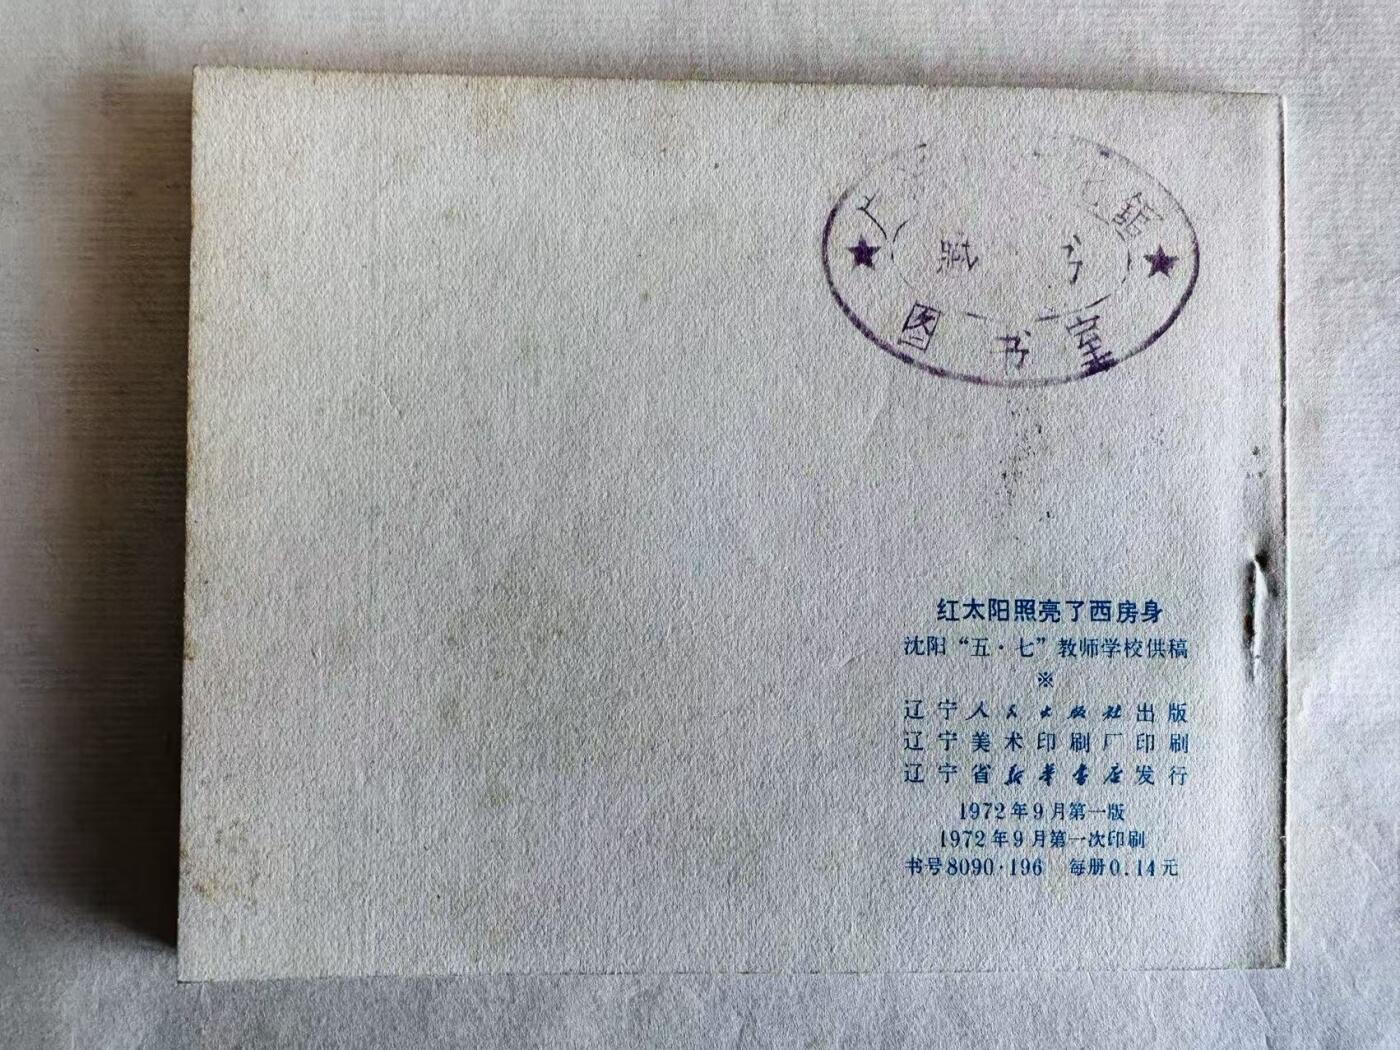 藏 书
图书室
红太阳照亮了西房身
沈阳“五·七”教师学校供稿
※
辽宁人民出版社出版
辽宁美术印刷厂印刷
辽宁省新华书店发行
1972年9月第一版
1972年9月第一次印刷
书号8090·196 每册0.14元